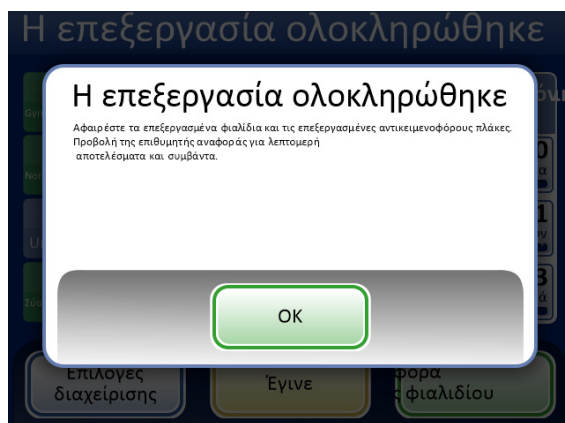 Η επεξεργασία ολοκληρώθηκε
Η επεξεργασία ολοκληρώθηκε
Αφαιρέστε τα επεξεργασμένα φιαλίδια και τις επεξεργασμένες αντικειμενοφόρους πλάκες.
Προβολή της επιθυμητής αναφοράς για λεπτομερή
αποτελέσματα και συμβάντα.
OK
Επιλογές
διαχείρισης
Έγινε
φιαλιδίου